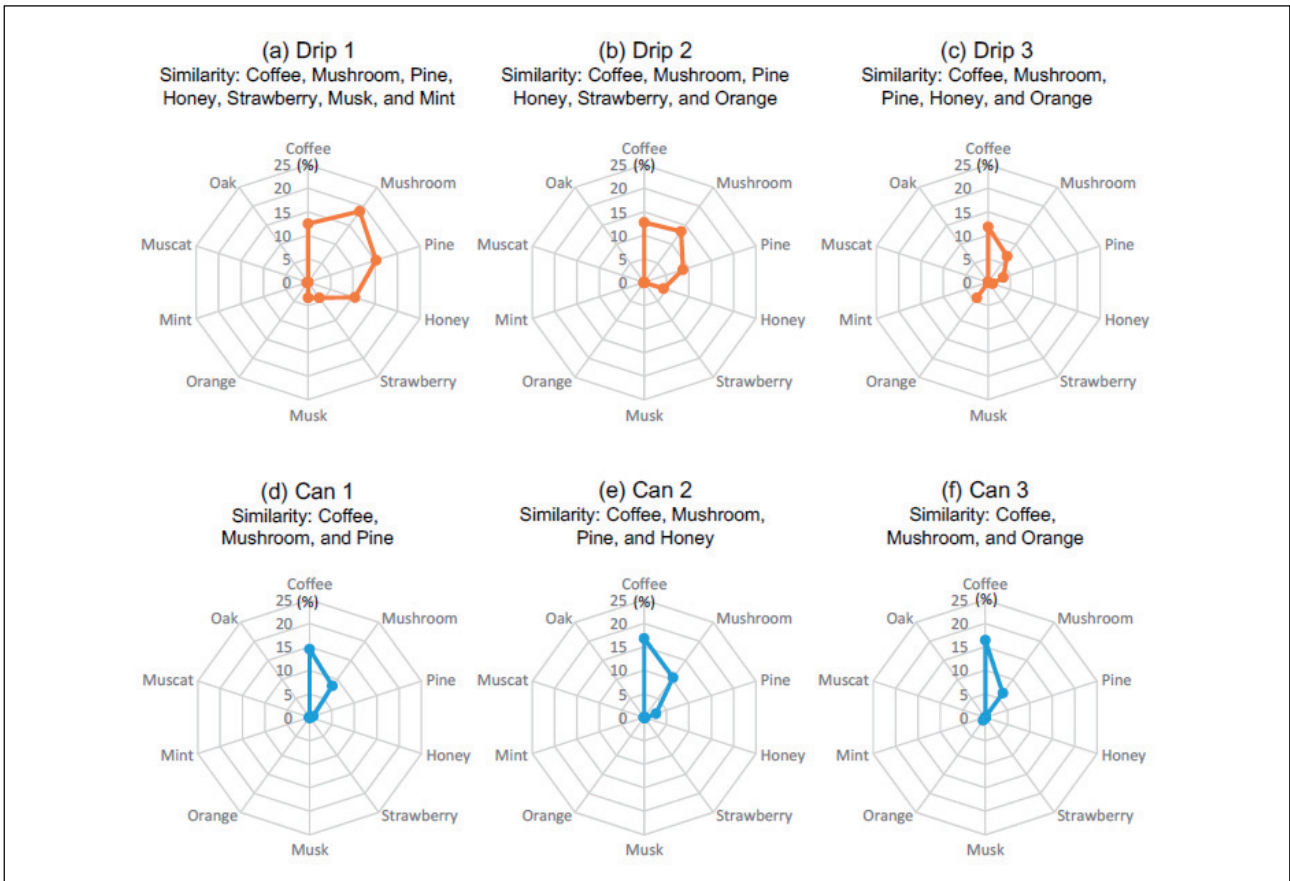 (a) Drip 1
Similarity: Coffee, Mushroom, Pine,
Honey, Strawberry, Musk, and Mint
Coffee
25 (%)
Oak
20
Mushroom
15
Muscat
10
Pine
5
0
Mint
Honey
Orange
Strawberry
Musk
(b) Drip 2
Similarity: Coffee, Mushroom, Pine
Honey, Strawberry, and Orange
Coffee
25 (%)
Oak
20
Mushroom
15
Muscat
10
Pine
5
0
Mint
Honey
Orange
Strawberry
Musk
(c) Drip 3
Similarity: Coffee, Mushroom,
Pine, Honey, and Orange
Coffee
25 (%)
Oak
20
Mushroom
15
Muscat
10
Pine
5
0
Mint
Honey
Orange
Strawberry
Musk
(d) Can 1
Similarity: Coffee,
Mushroom, and Pine
Coffee
25 (%)
Oak
20
Mushroom
15
Muscat
10
Pine
5
0
Mint
Honey
Orange
Strawberry
Musk
(e) Can 2
Similarity: Coffee, Mushroom,
Pine, and Honey
Coffee
25 (%)
Oak
20
Mushroom
15
Muscat
10
Pine
5
0
Mint
Honey
Orange
Strawberry
Musk
(f) Can 3
Similarity: Coffee,
Mushroom, and Orange
Coffee
25 (%)
Oak
20
Mushroom
15
Muscat
10
Pine
5
0
Mint
Honey
Orange
Strawberry
Musk